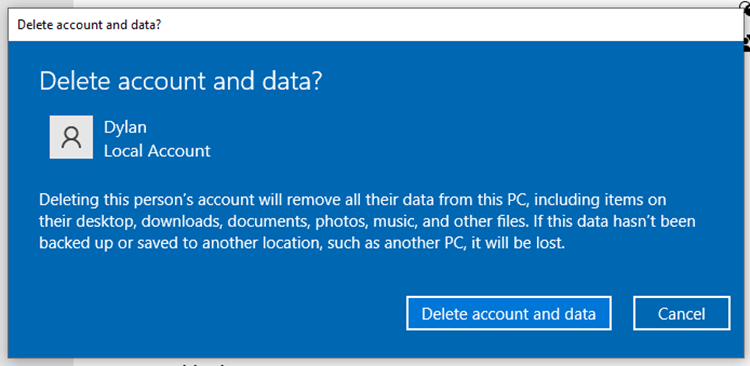 Delete account and data?
Delete account and data?
Dylan
Local Account
Deleting this person’s account will remove all their data from this PC, including items on
their desktop, downloads, documents, photos, music, and other files. If this data hasn’t been
backed up or saved to another location, such as another PC, it will be lost.
Delete account and data
Cancel